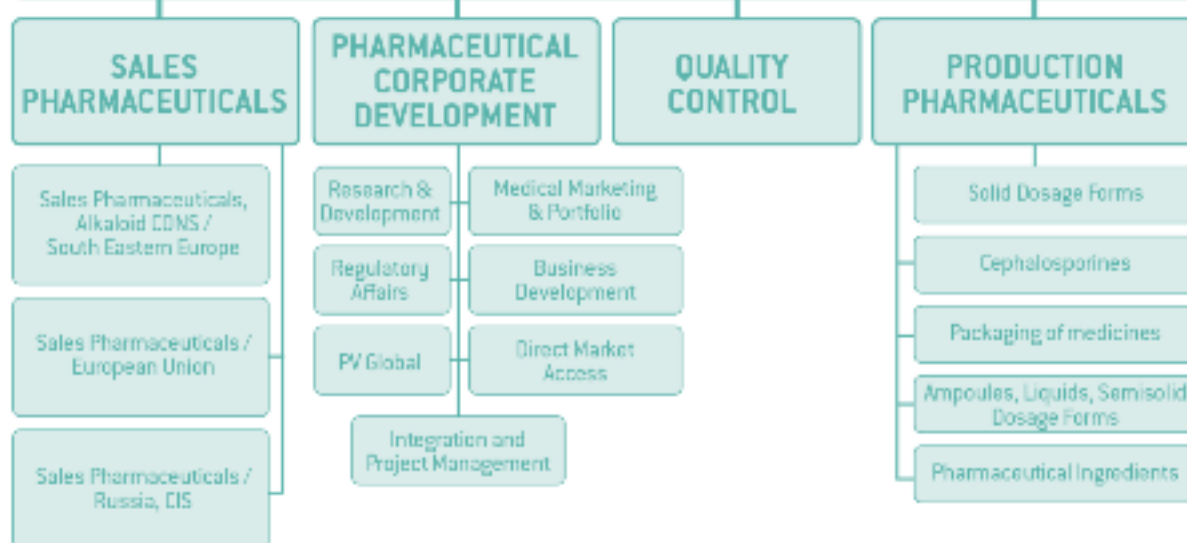 SALES
PHARMACEUTICALS
PHARMACEUTICAL
CORPORATE
DEVELOPMENT
QUALITY
CONTROL
PRODUCTION
PHARMACEUTICALS
Sales Pharmaceuticals,
Alkaloid CONS /
South Eastern Europe
Sales Pharmaceuticals /
European Union
Sales Pharmaceuticals /
Russia, CIS
Research &
Development
Medical Marketing
& Portfolio
Regulatory
Affairs
Business
Development
PV Global
Direct Market
Access
Integration and
Project Management
Solid Dosage Forms
Cephalosporines
Packaging of medicines
Ampoules, Liquids, Semisolid
Dosage Forms
Pharmaceutical Ingredients